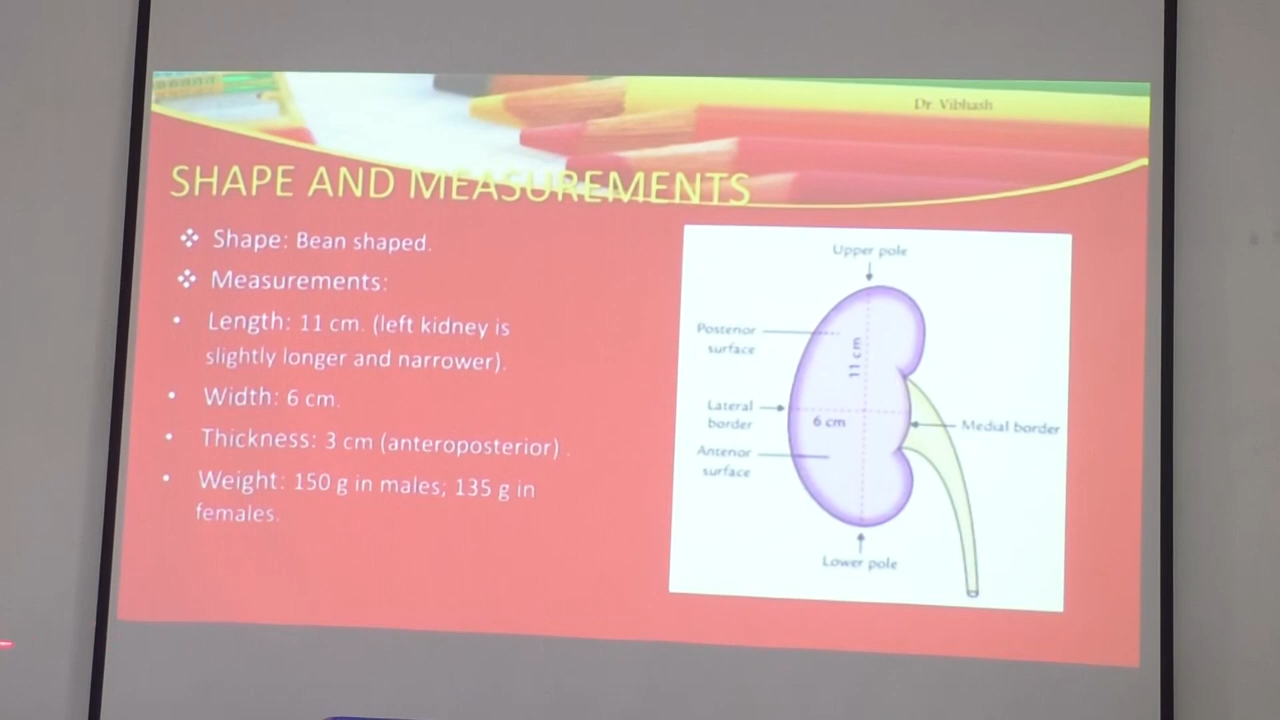 Dr. Vibhash
SHAPE AND MEASUREMENTS
Shape: Bean shaped.
Measurements:
Length: 11 cm. (left kidney is
slightly longer and narrower).
Width: 6 cm.
Thickness: 3 cm (anteroposterior) .
Weight: 150 g in males; 135 g in
females.
Upper pole
Posterior
surface
11 cm
Lateral
border
6 cm
Medial border
Anterior
surface
Lower pole